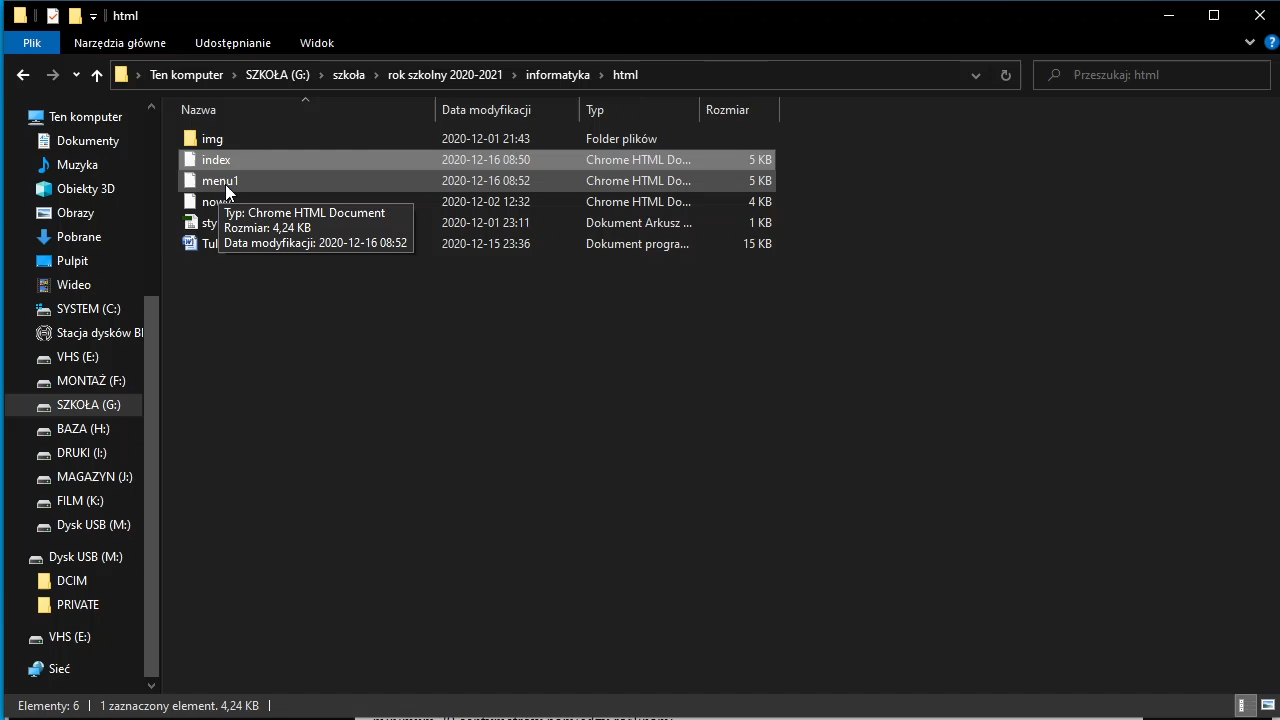 html
Plik Narzędzia główne Udostępnianie Widok
Ten komputer SZKOŁA (G:) szkoła rok szkolny 2020-2021 informatyka html
Przeszukaj: html
Nazwa Data modyfikacji Typ Rozmiar
img 2020-12-01 21:43 Folder plików
index 2020-12-16 08:50 Chrome HTML Do... 5 KB
menu1 2020-12-16 08:52 Chrome HTML Do... 5 KB
2020-12-02 12:32 Chrome HTML Do... 4 KB
2020-12-01 23:11 Dokument Arkusz ... 1 KB
2020-12-15 23:36 Dokument progra... 15 KB
Typ: Chrome HTML Document
Rozmiar: 4,24 KB
Data modyfikacji: 2020-12-16 08:52
Ten komputer
Dokumenty
Muzyka
Obiekty 3D
Obrazy
Pobrane
Pulpit
Wideo
SYSTEM (C:)
Stacja dysków
VHS (E:)
MONTAŻ (F:)
SZKOŁA (G:)
BAZA (H:)
DRUKI (I:)
MAGAZYN (J:)
FILM (K:)
Dysk USB (M:)
Dysk USB (M:)
DCIM
PRIVATE
VHS (E:)
Sieć
Elementy: 6 1 zaznaczony element. 4,24 KB